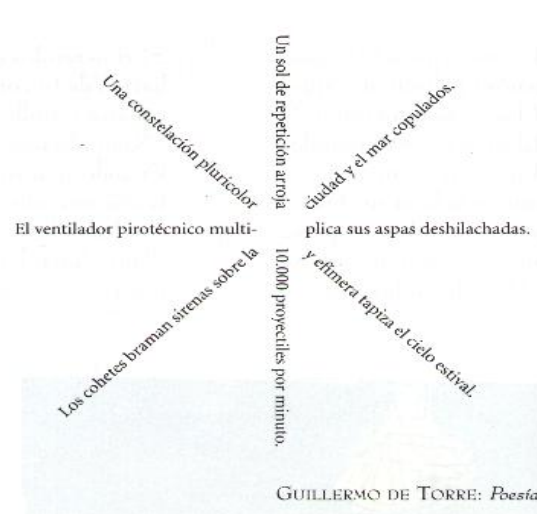 Un sol de repetición arroja 10.000 proyectiles por minuto.
Una constelación pluricolor y efímera tapiza el cielo estival.
El ventilador pirotécnico multi- plica sus aspas deshilachadas.
Los cohetes braman sirenas sobre la ciudad y el mar copulados.
GUILLERMO DE TORRE: Poesía